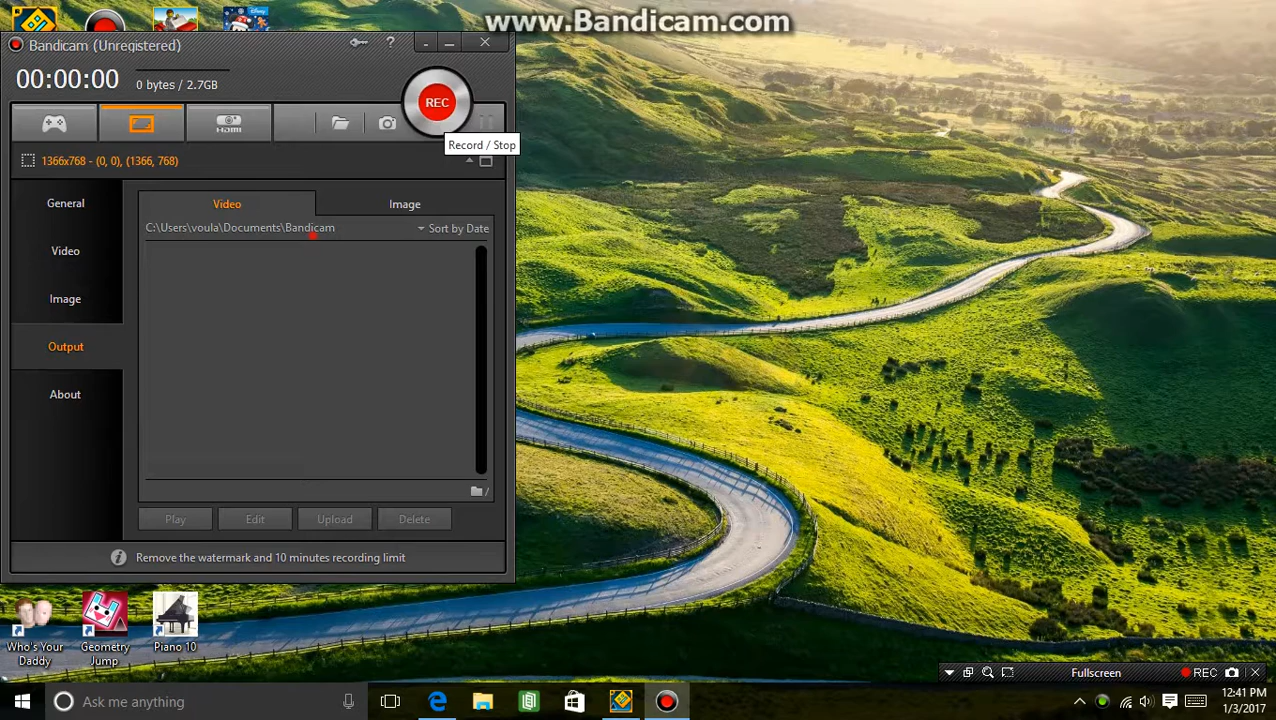 www.Bandicam.com
Bandicam (Unregistered)
?
00:00:00
0 bytes / 2.7GB
REC
HDMI
Record / Stop
1366x768 - (0, 0), (1366, 768)
General
Video
Image
Output
About
Video
Image
C:\Users\voula\Documents\Bandicam
Sort by Date
/
Play
Edit
Upload
Delete
Remove the watermark and 10 minutes recording limit
Who's Your
Daddy
Geometry
Jump
Piano 10
Fullscreen
REC
Ask me anything
12:41 PM
1/3/2017